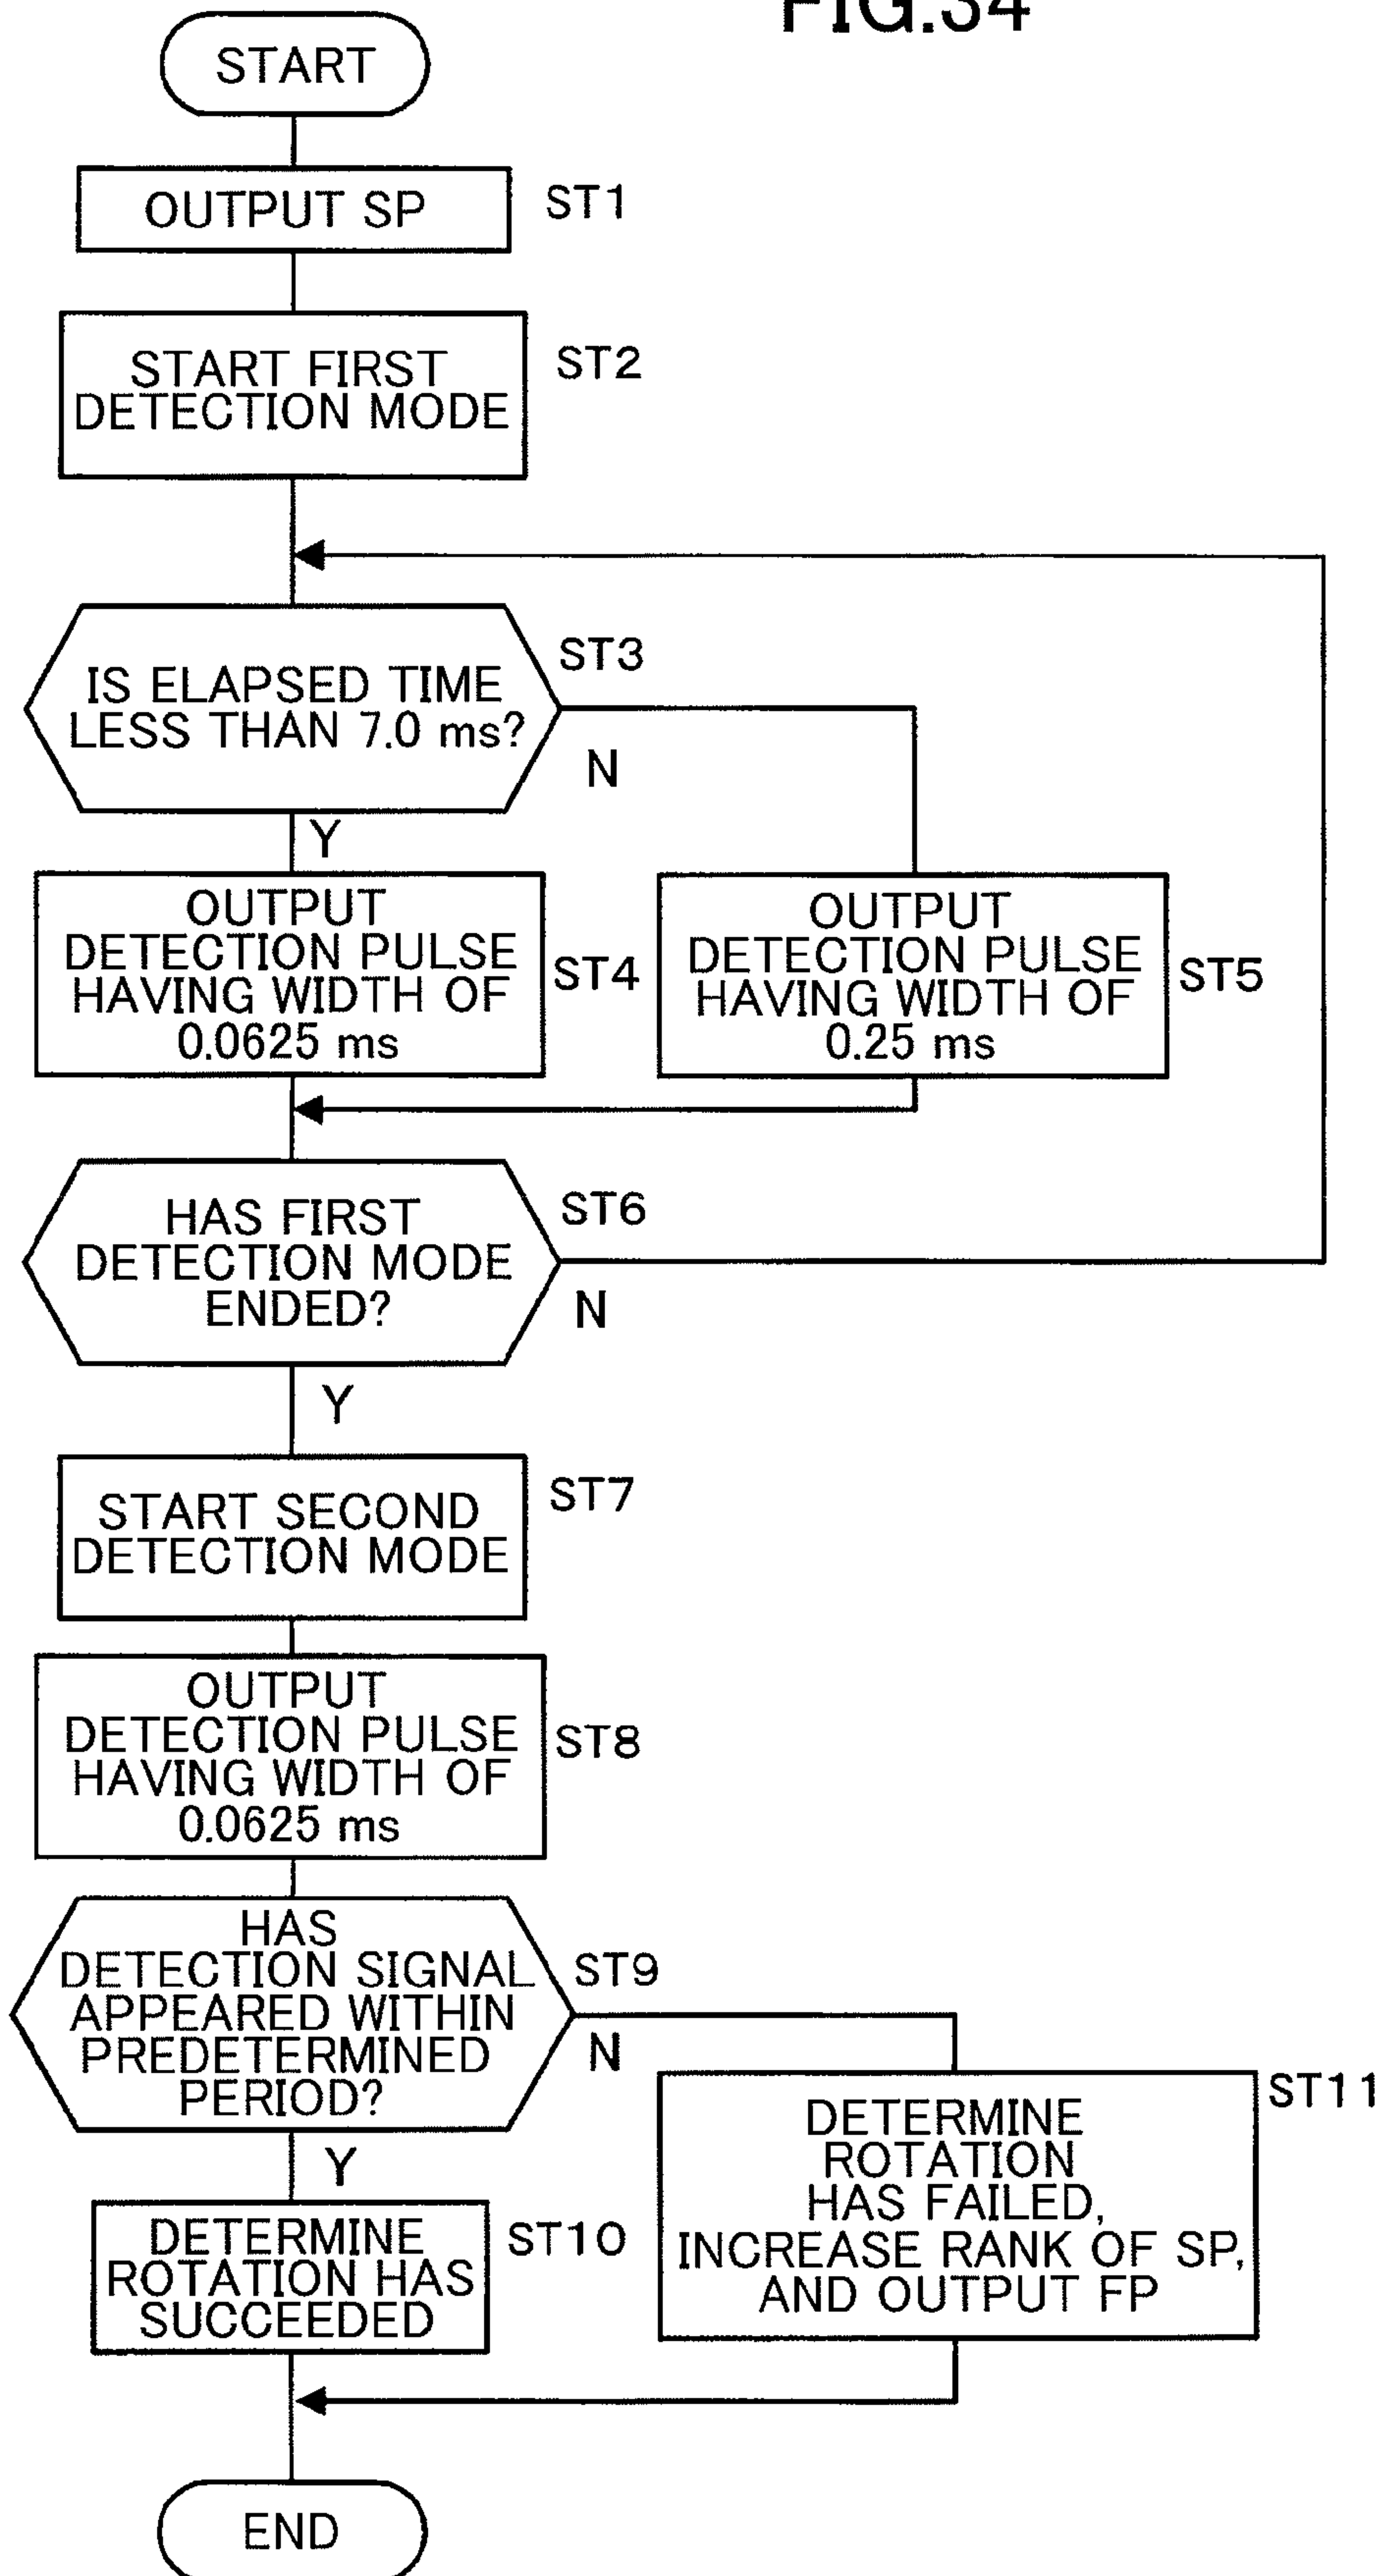 FIG.34
START
OUTPUT SP
ST1
START FIRST
DETECTION MODE
ST2
IS ELAPSED TIME
LESS THAN 7.0 ms?
ST3
N
Y
OUTPUT
DETECTION PULSE
HAVING WIDTH OF
0.0625 ms
ST4
OUTPUT
DETECTION PULSE
HAVING WIDTH OF
0.25 ms
ST5
HAS FIRST
DETECTION MODE
ENDED?
ST6
N
Y
START SECOND
DETECTION MODE
ST7
OUTPUT
DETECTION PULSE
HAVING WIDTH OF
0.0625 ms
ST8
HAS
DETECTION SIGNAL
APPEARED WITHIN
PREDETERMINED
PERIOD?
ST9
N
Y
DETERMINE
ROTATION HAS
SUCCEEDED
ST10
DETERMINE
ROTATION
HAS FAILED,
INCREASE RANK OF SP,
AND OUTPUT FP
ST11
END